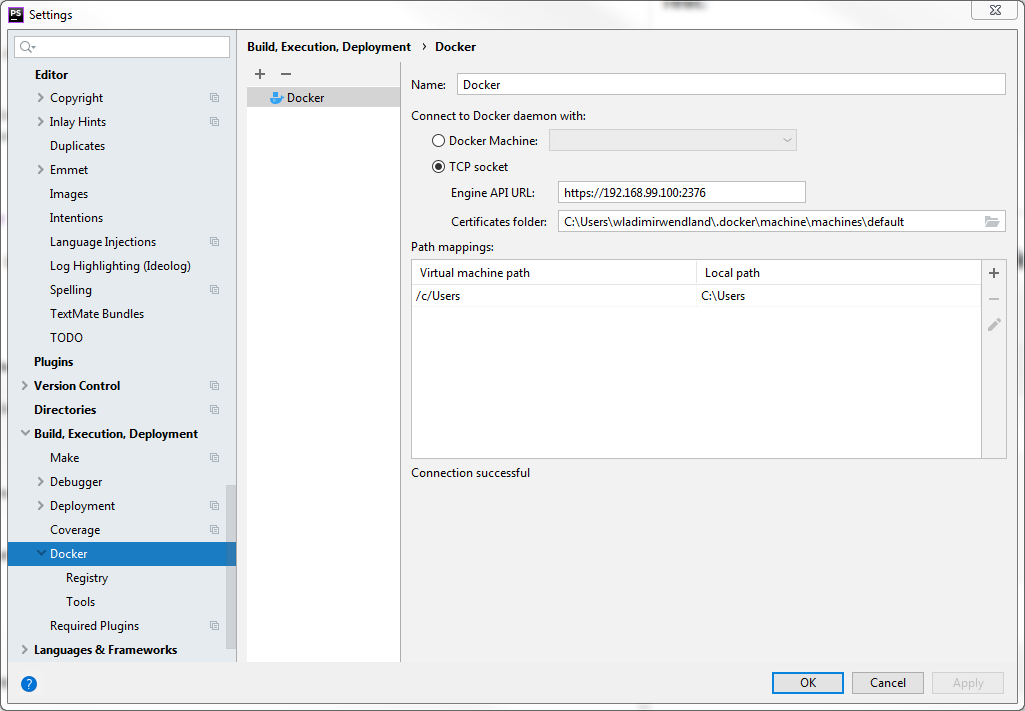 PS Settings
Build, Execution, Deployment › Docker
Editor
Copyright
Inlay Hints
Duplicates
Emmet
Images
Intentions
Language Injections
Log Highlighting (Ideolog)
Spelling
TextMate Bundles
TODO
Plugins
Version Control
Directories
Build, Execution, Deployment
Make
Debugger
Deployment
Coverage
Docker
Registry
Tools
Required Plugins
Languages & Frameworks
Docker
Name: Docker
Connect to Docker daemon with:
Docker Machine:
TCP socket
Engine API URL: https://192.168.99.100:2376
Certificates folder: C:\Users\wladimirwendland\.docker\machine\machines\default
Path mappings:
Virtual machine path Local path
/c/Users C:\Users
Connection successful
? OK Cancel Apply